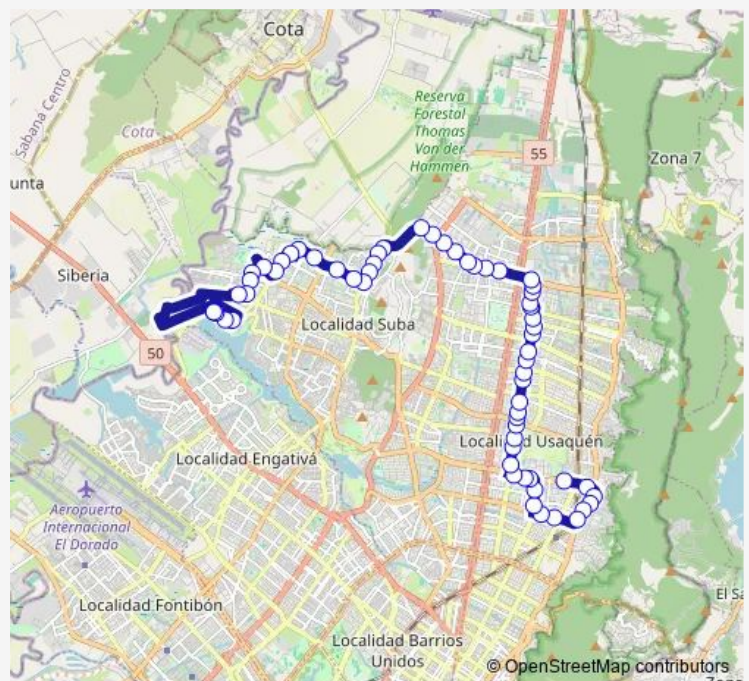 Cota
Sabana Centro
Cota
Reserva
Forestal
Thomas
Van der
Hammen
55
Zona 7
unta
Siberia
Localidad Suba
50
Localidad Usaquén
Localidad Engativá
Aeropuerto
Internacional
El Dorado
El Sa
Localidad Fontibón
Localidad Barrios
Unidos
© OpenStreetMap contributors